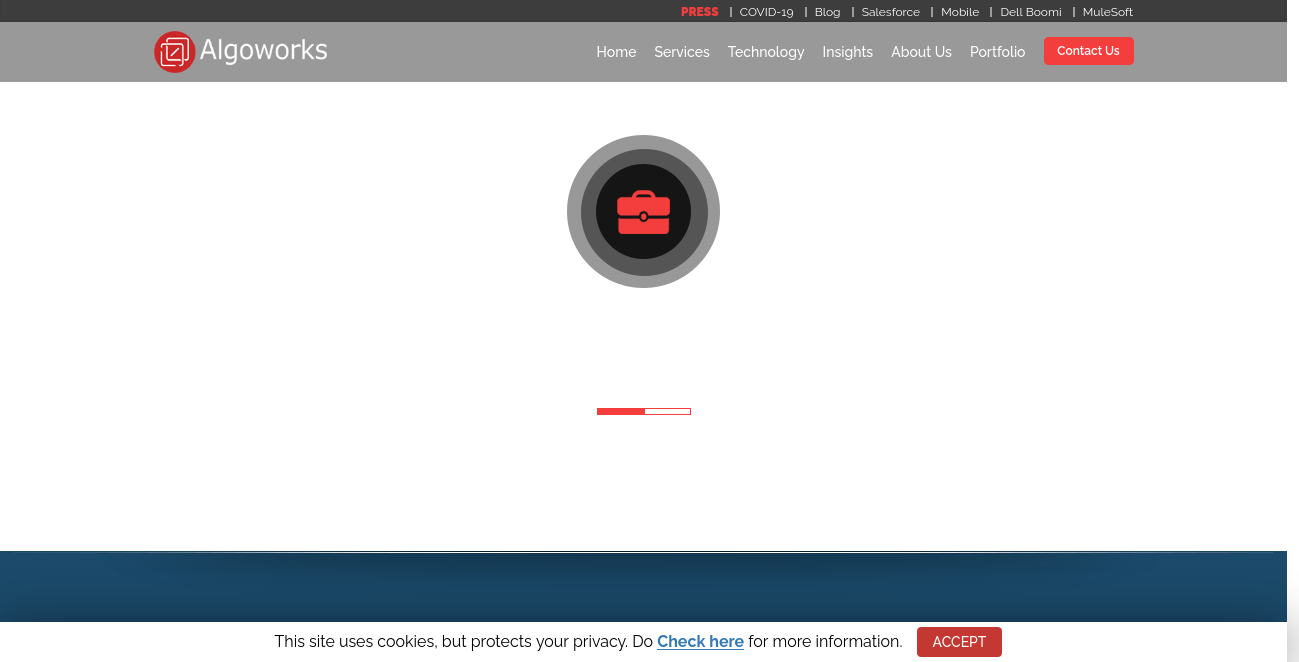 PRESS | COVID-19 | Blog | Salesforce | Mobile | Dell Boomi | MuleSoft
Algoworks
Home Services Technology Insights About Us Portfolio Contact Us
This site uses cookies, but protects your privacy. Do Check here for more information. ACCEPT